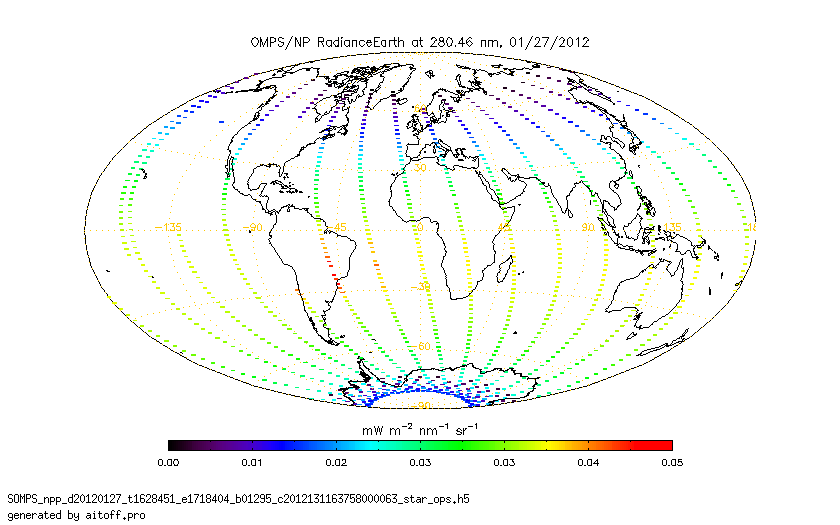 OMPS/NP RadianceEarth at 280.46 nm, 01/27/2012
30
-135 -90 -45 -0 45 90 135
-30
-60
-90
mW m⁻² nm⁻¹ sr⁻¹
0.00 0.01 0.02 0.03 0.03 0.04 0.05
SOMPS_npp_d20120127_t1628451_e1718404_b01295_c2012131163758000063_star_ops.h5
generated by aitoff.pro